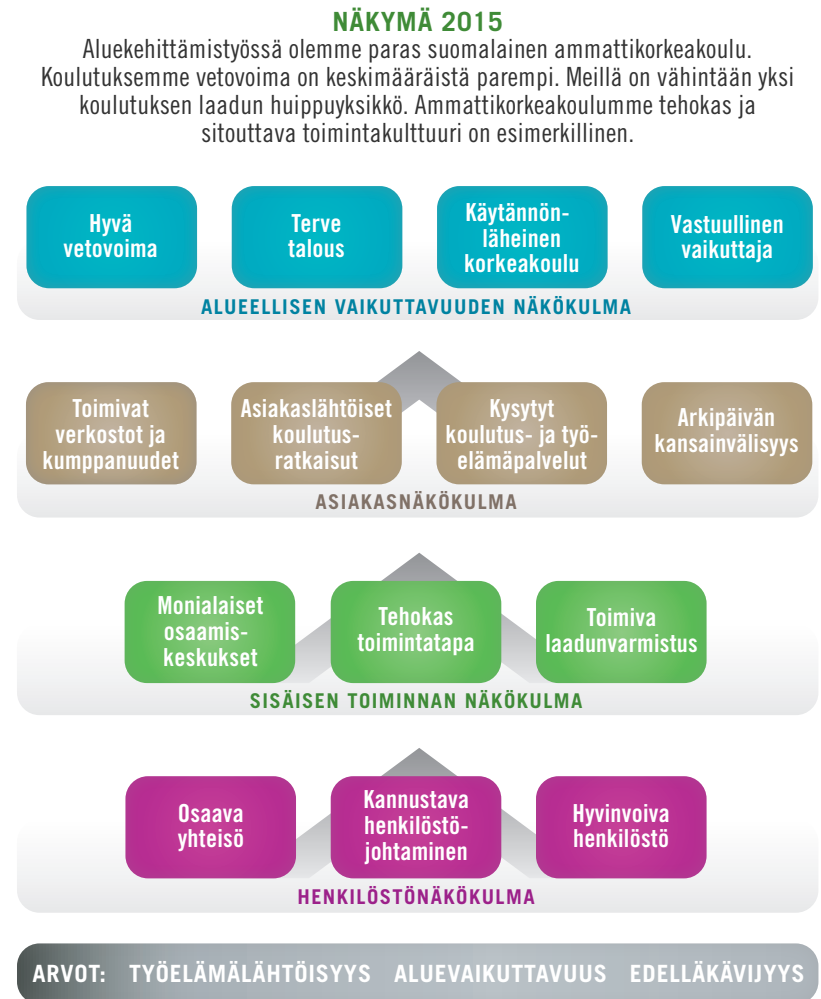 NÄKYMÄ 2015
Aluekehittämistyössä olemme paras suomalainen ammattikorkeakoulu.
Koulutuksemme vetovoima on keskimääräistä parempi. Meillä on vähintään yksi
koulutuksen laadun huippuyksikkö. Ammattikorkeakoulumme tehokas ja
sitouttava toimintakulttuuri on esimerkillinen.
Hyvä
vetovoima
Terve
talous
Käytännön-
läheinen
korkeakoulu
Vastuullinen
vaikuttaja
ALUEELLISEN VAIKUTTAVUUDEN NÄKÖKULMA
Toimivat
verkostot ja
kumppanuudet
Asiakaslähtöiset
koulutus-
ratkaisut
Kysytyt
koulutus- ja työ-
elämäpalvelut
Arkipäivän
kansainvälisyys
ASIAKASNÄKÖKULMA
Monialaiset
osaamis-
keskukset
Tehokas
toimintatapa
Toimiva
laadunvarmistus
SISÄISEN TOIMINNAN NÄKÖKULMA
Osaava
yhteisö
Kannustava
henkilöstö-
johtaminen
Hyvinvoiva
henkilöstö
HENKILÖSTÖNÄKÖKULMA
ARVOT: TYÖELÄMÄLÄHTÖISYYS ALUEVAIKUTTAVUUS EDELLÄKÄVIJYYS